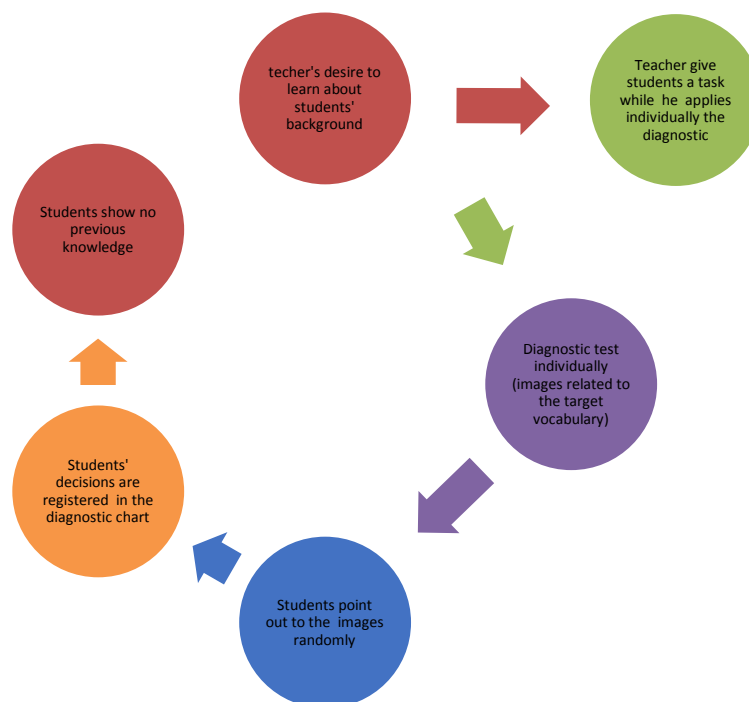 techer's desire to
learn about
students'
background
Teacher give
students a task
while he applies
individually the
diagnostic
Diagnostic test
individually
(images related to
the target
vocabulary)
Students point
out to the images
randomly
Students'
decisions are
registered in the
diagnostic chart
Students show no
previous
knowledge